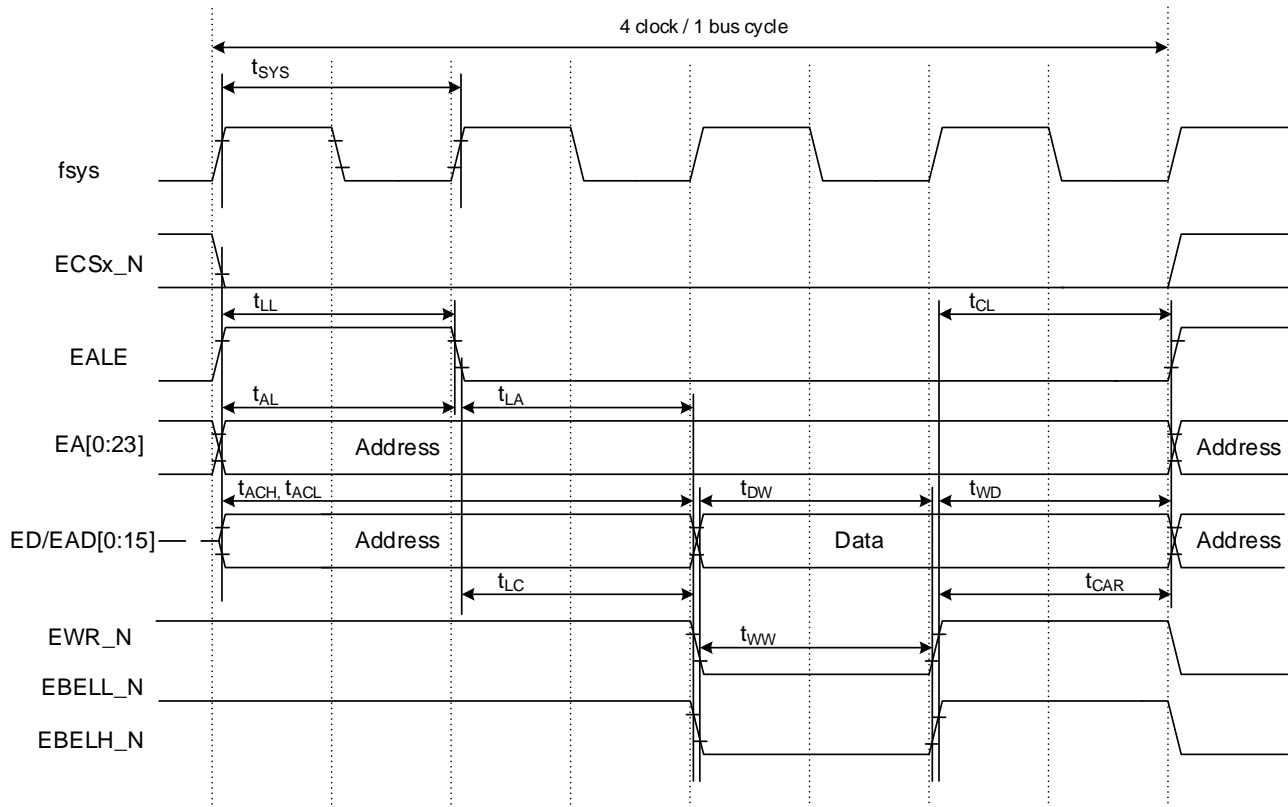 4 clock / 1 bus cycle
tSYS
fsys
ECSx_N
tLL
tCL
EALE
tAL
tLA
EA[0:23]
Address
Address
tACH, tACL
tDW
tWD
ED/EAD[0:15]
Address
Data
Address
tLC
tCAR
EWR_N
tWW
EBELL_N
EBELH_N